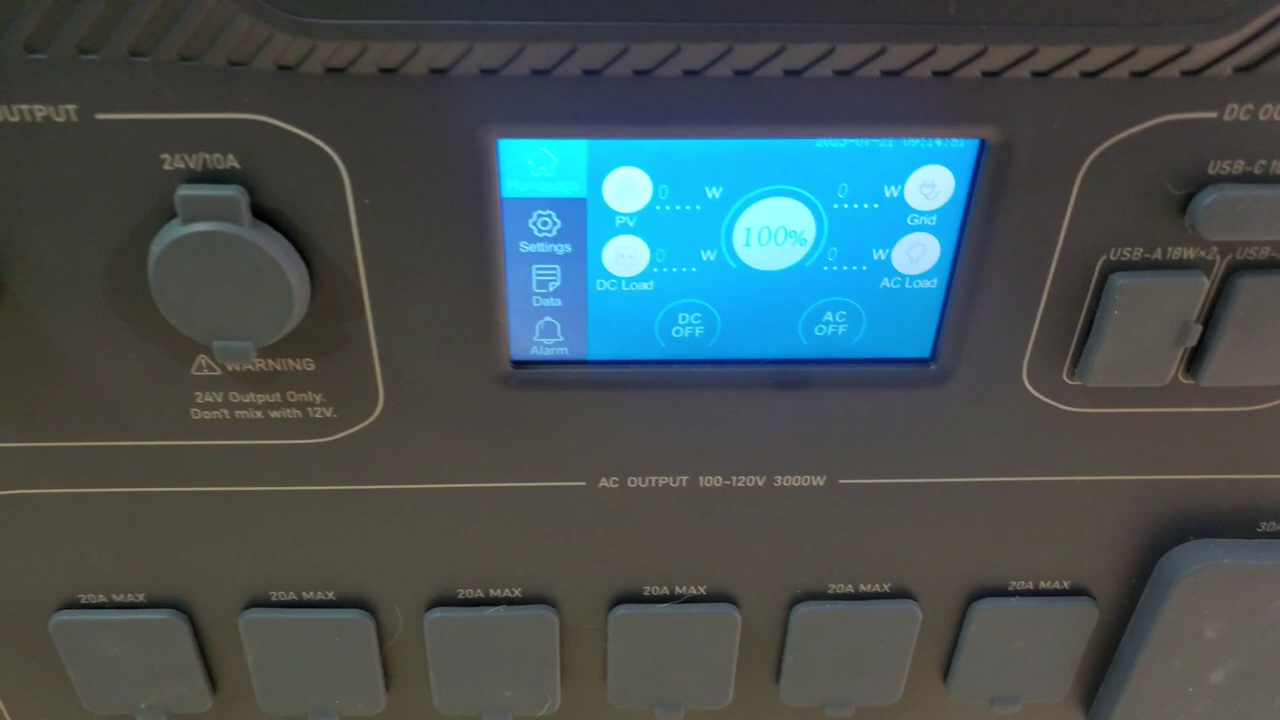 OUTPUT
24V/10A
WARNING
24V Output Only.
Don't mix with 12V.
Homepage
Settings
Data
Alarm
0 W
PV
0 W
DC Load
100%
0 W
Grid
0 W
AC Load
DC
OFF
AC
OFF
DC
USB-C
USB-A 18W×2
AC OUTPUT 100-120V 3000W
20A MAX
20A MAX
20A MAX
20A MAX
20A MAX
20A MAX